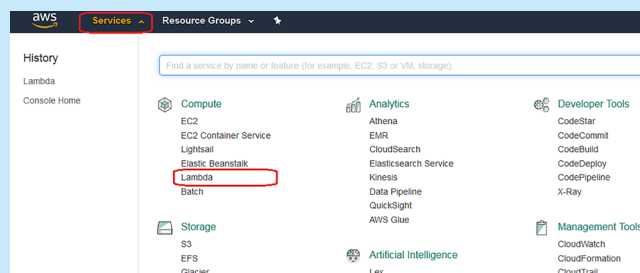 aws
Services
Resource Groups
History
Lambda
Console Home
Find a service by name or feature (for example, EC2, S3 or VM, storage).
Compute
EC2
EC2 Container Service
Lightsail
Elastic Beanstalk
Lambda
Batch
Storage
S3
EFS
Glacier
Analytics
Athena
EMR
CloudSearch
Elasticsearch Service
Kinesis
Data Pipeline
QuickSight
AWS Glue
Artificial Intelligence
Lex
Developer Tools
CodeStar
CodeCommit
CodeBuild
CodeDeploy
CodePipeline
X-Ray
Management Tools
CloudWatch
CloudFormation
CloudTrail